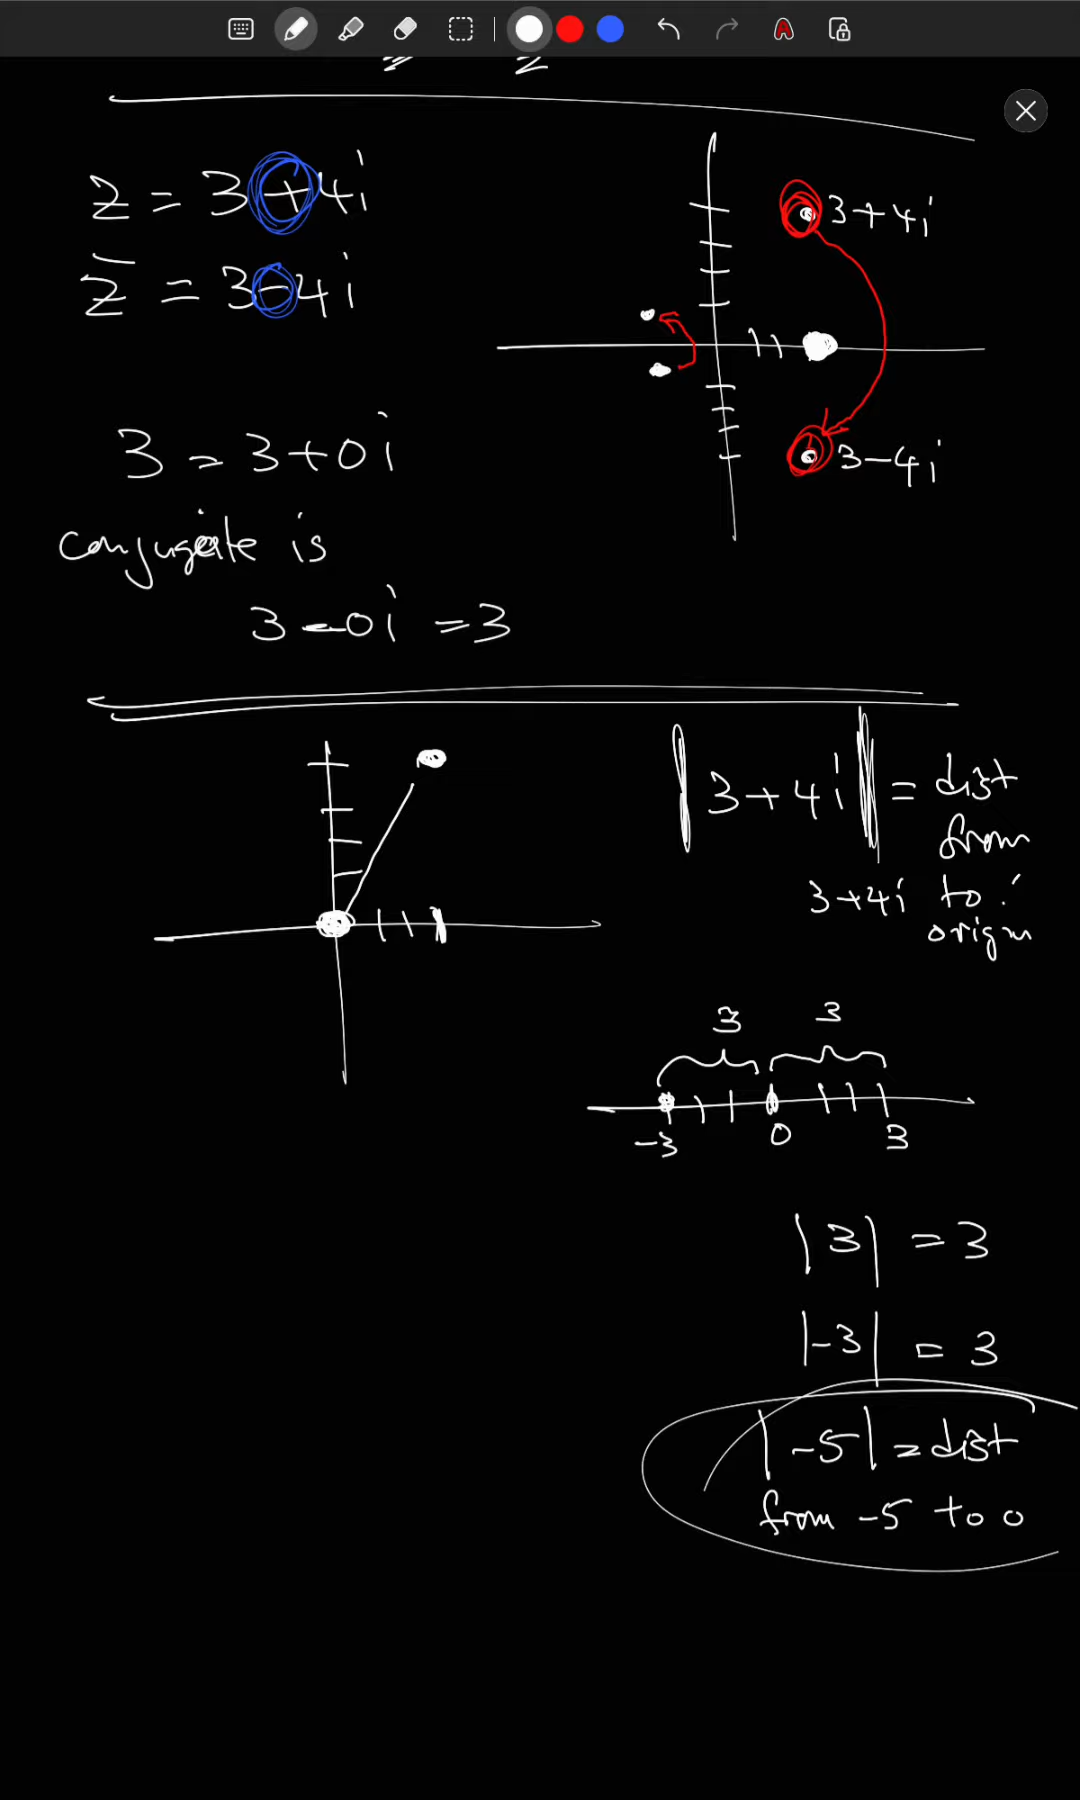 z = 3+4i
z̄ = 3-4i
3+4i
3-4i
3 = 3+0i
conjugate is
3-0i = 3
|3+4i| = dist
from
3+4i to
origin
3 3
-3 0 3
|3| = 3
|-3| = 3
|-5| = dist
from -5 to 0